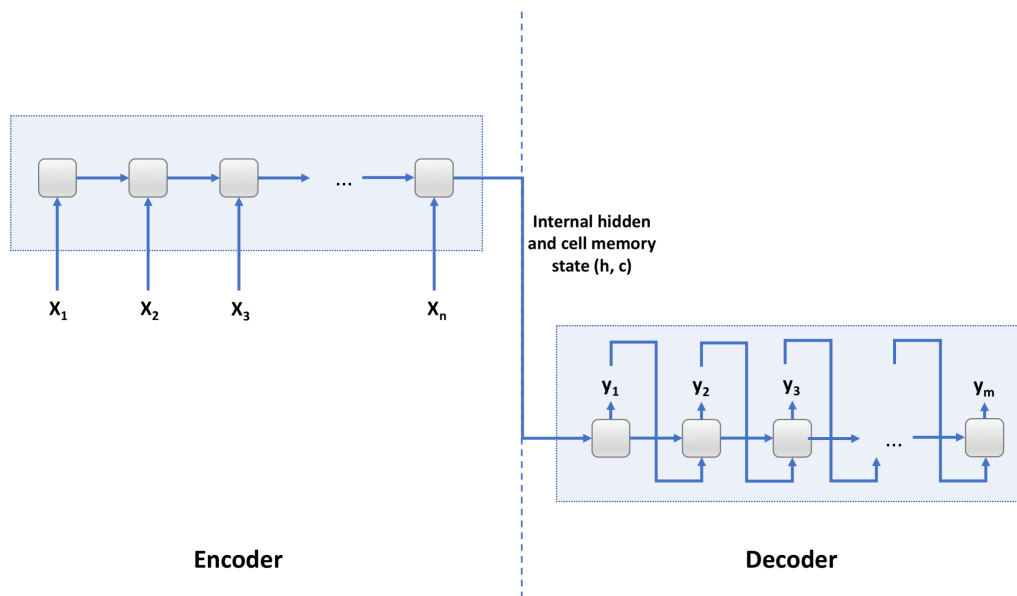 ...
X₁ X₂ X₃ Xₙ
Internal hidden
and cell memory
state (h, c)
y₁ y₂ y₃ yₘ
...
Encoder Decoder